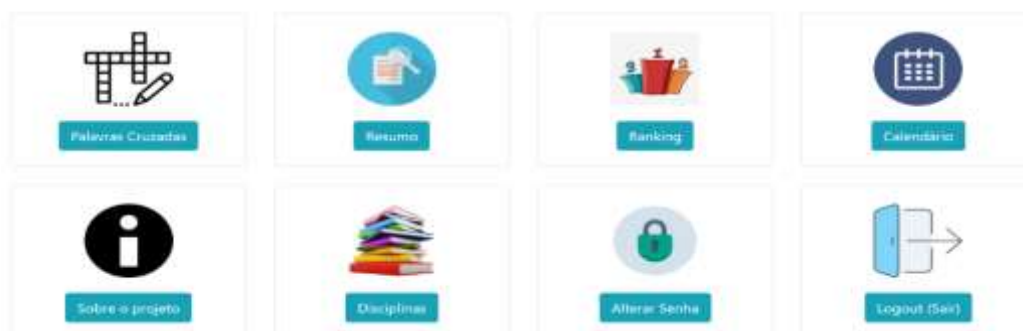 Palavras Cruzadas
Resumo
Ranking
Calendário
Sobre o projeto
Disciplinas
Alterar Senha
Logout (Sair)